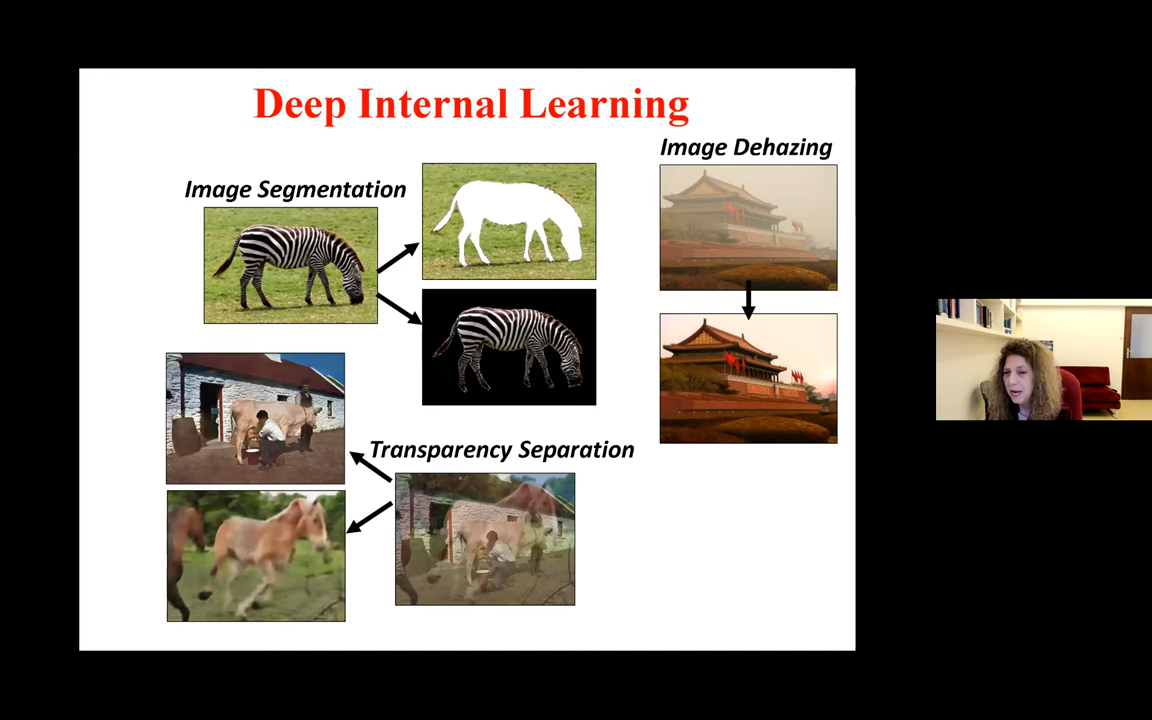 Deep Internal Learning
Image Dehazing
Image Segmentation
Transparency Separation